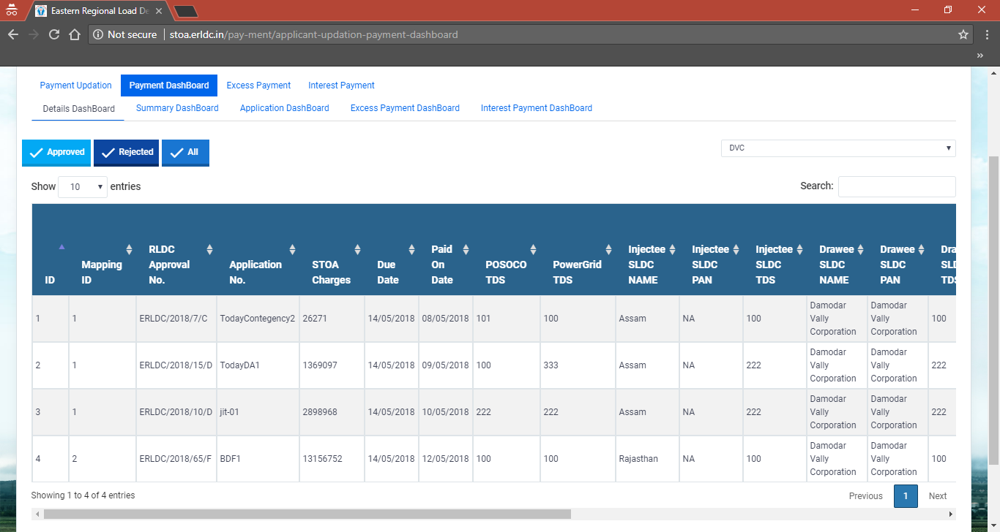 Eastern Regional Load De
Not secure
stoa.erldc.in/pay-ment/applicant-updation-payment-dashboard
Payment Updation
Payment DashBoard
Excess Payment
Interest Payment
Details DashBoard
Summary DashBoard
Application DashBoard
Excess Payment DashBoard
Interest Payment DashBoard
Approved
Rejected
All
DVC
Show 10 entries
Search:
ID
Mapping
ID
RLDC
Approval
No.
Application
No.
STOA
Charges
Due
Date
Paid
On
Date
POSOCO
TDS
PowerGrid
TDS
Injectee
SLDC
NAME
Injectee
SLDC
PAN
Injectee
SLDC
TDS
Drawee
SLDC
NAME
Drawee
SLDC
PAN
Dra
SLD
TDS
1
1
ERLDC/2018/7/C
TodayContegency2
26271
14/05/2018
08/05/2018
101
100
Assam
NA
100
Damodar
Vally
Corporation
Damodar
Vally
Corporation
100
2
1
ERLDC/2018/15/D
TodayDA1
1369097
14/05/2018
09/05/2018
100
333
Assam
NA
222
Damodar
Vally
Corporation
Damodar
Vally
Corporation
222
3
1
ERLDC/2018/10/D
jit-01
2898968
14/05/2018
10/05/2018
222
222
Assam
NA
222
Damodar
Vally
Corporation
Damodar
Vally
Corporation
222
4
2
ERLDC/2018/65/F
BDF1
13156752
14/05/2018
12/05/2018
100
100
Rajasthan
NA
100
Damodar
Vally
Corporation
Damodar
Vally
Corporation
100
Showing 1 to 4 of 4 entries
Previous
1
Next